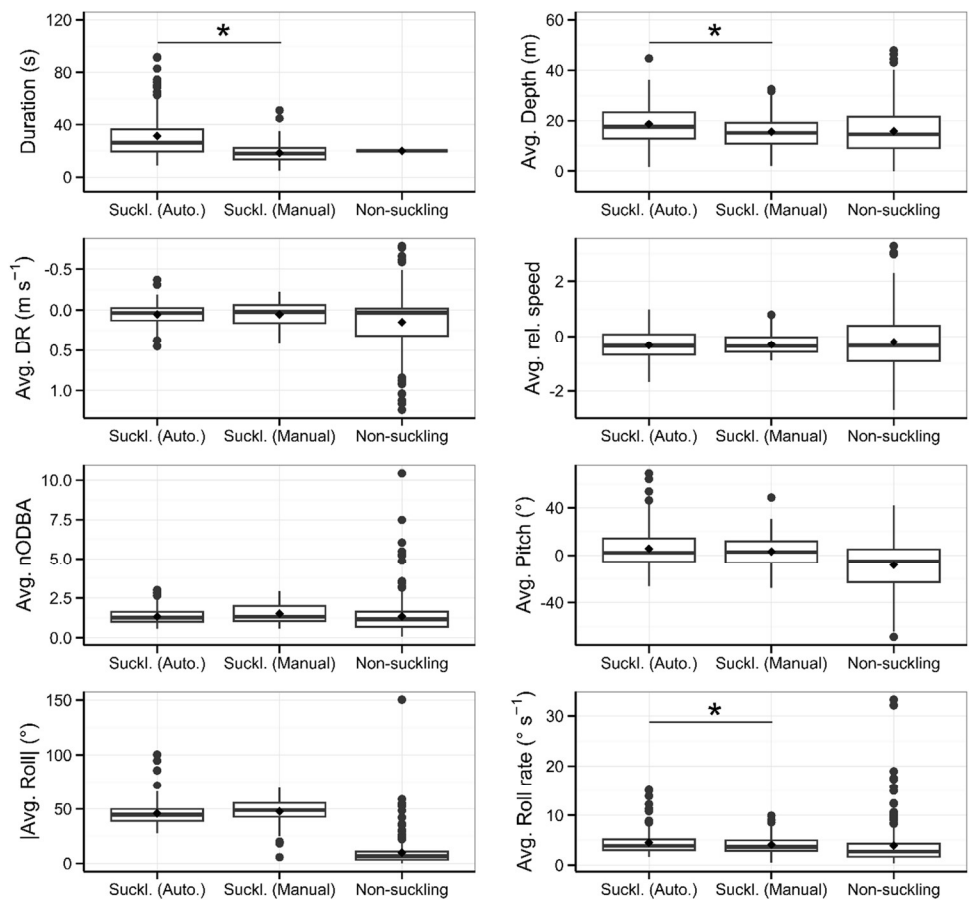 120
80
40
0
Duration (s)
*
Suckl. (Auto.) Suckl. (Manual) Non-suckling
60
40
20
0
Avg. Depth (m)
*
Suckl. (Auto.) Suckl. (Manual) Non-suckling
-0.5
0.0
0.5
1.0
Avg. DR (m s⁻¹)
Suckl. (Auto.) Suckl. (Manual) Non-suckling
2
0
-2
Avg. rel. speed
Suckl. (Auto.) Suckl. (Manual) Non-suckling
10.0
7.5
5.0
2.5
0.0
Avg. nODBA
Suckl. (Auto.) Suckl. (Manual) Non-suckling
40
0
-40
Avg. Pitch (°)
Suckl. (Auto.) Suckl. (Manual) Non-suckling
150
100
50
0
|Avg. Roll| (°)
Suckl. (Auto.) Suckl. (Manual) Non-suckling
30
20
10
0
Avg. Roll rate (° s⁻¹)
*
Suckl. (Auto.) Suckl. (Manual) Non-suckling